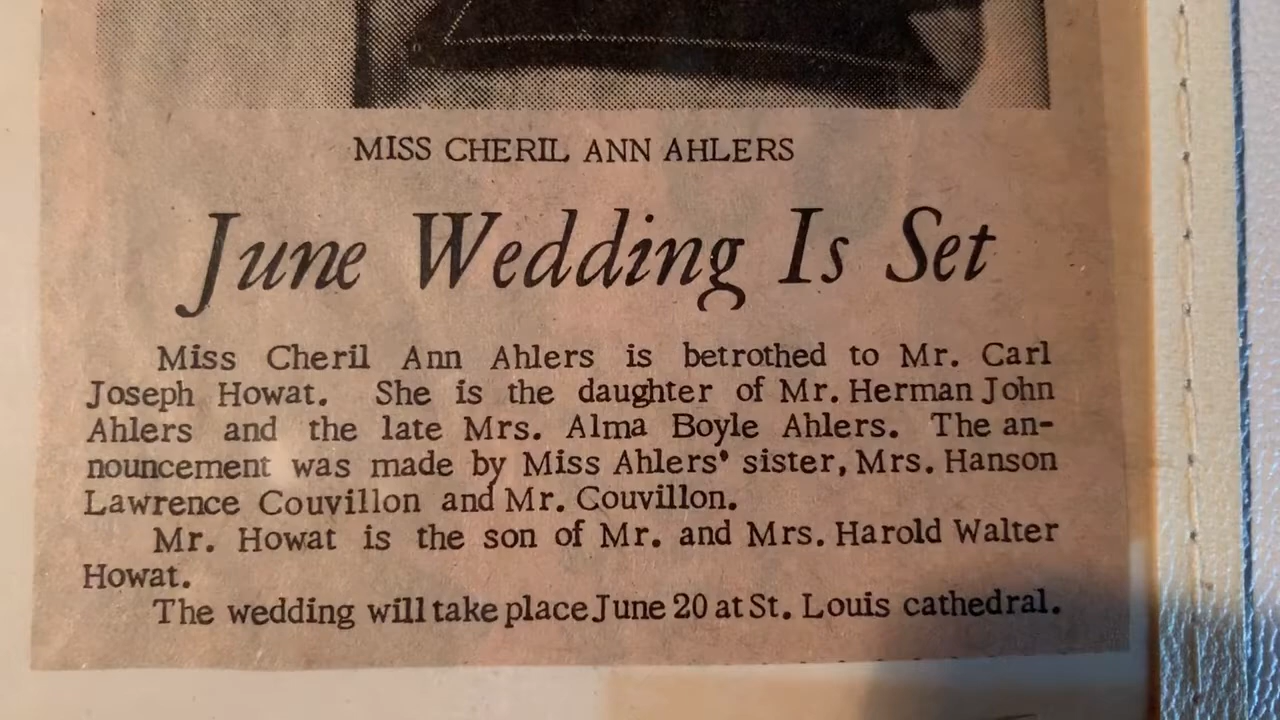 MISS CHERIL ANN AHLERS
June Wedding Is Set
Miss Cheril Ann Ahlers is betrothed to Mr. Carl
Joseph Howat. She is the daughter of Mr. Herman John
Ahlers and the late Mrs. Alma Boyle Ahlers. The an-
nouncement was made by Miss Ahlers' sister, Mrs. Hanson
Lawrence Couvillon and Mr. Couvillon.
Mr. Howat is the son of Mr. and Mrs. Harold Walter
Howat.
The wedding will take place June 20 at St. Louis cathedral.